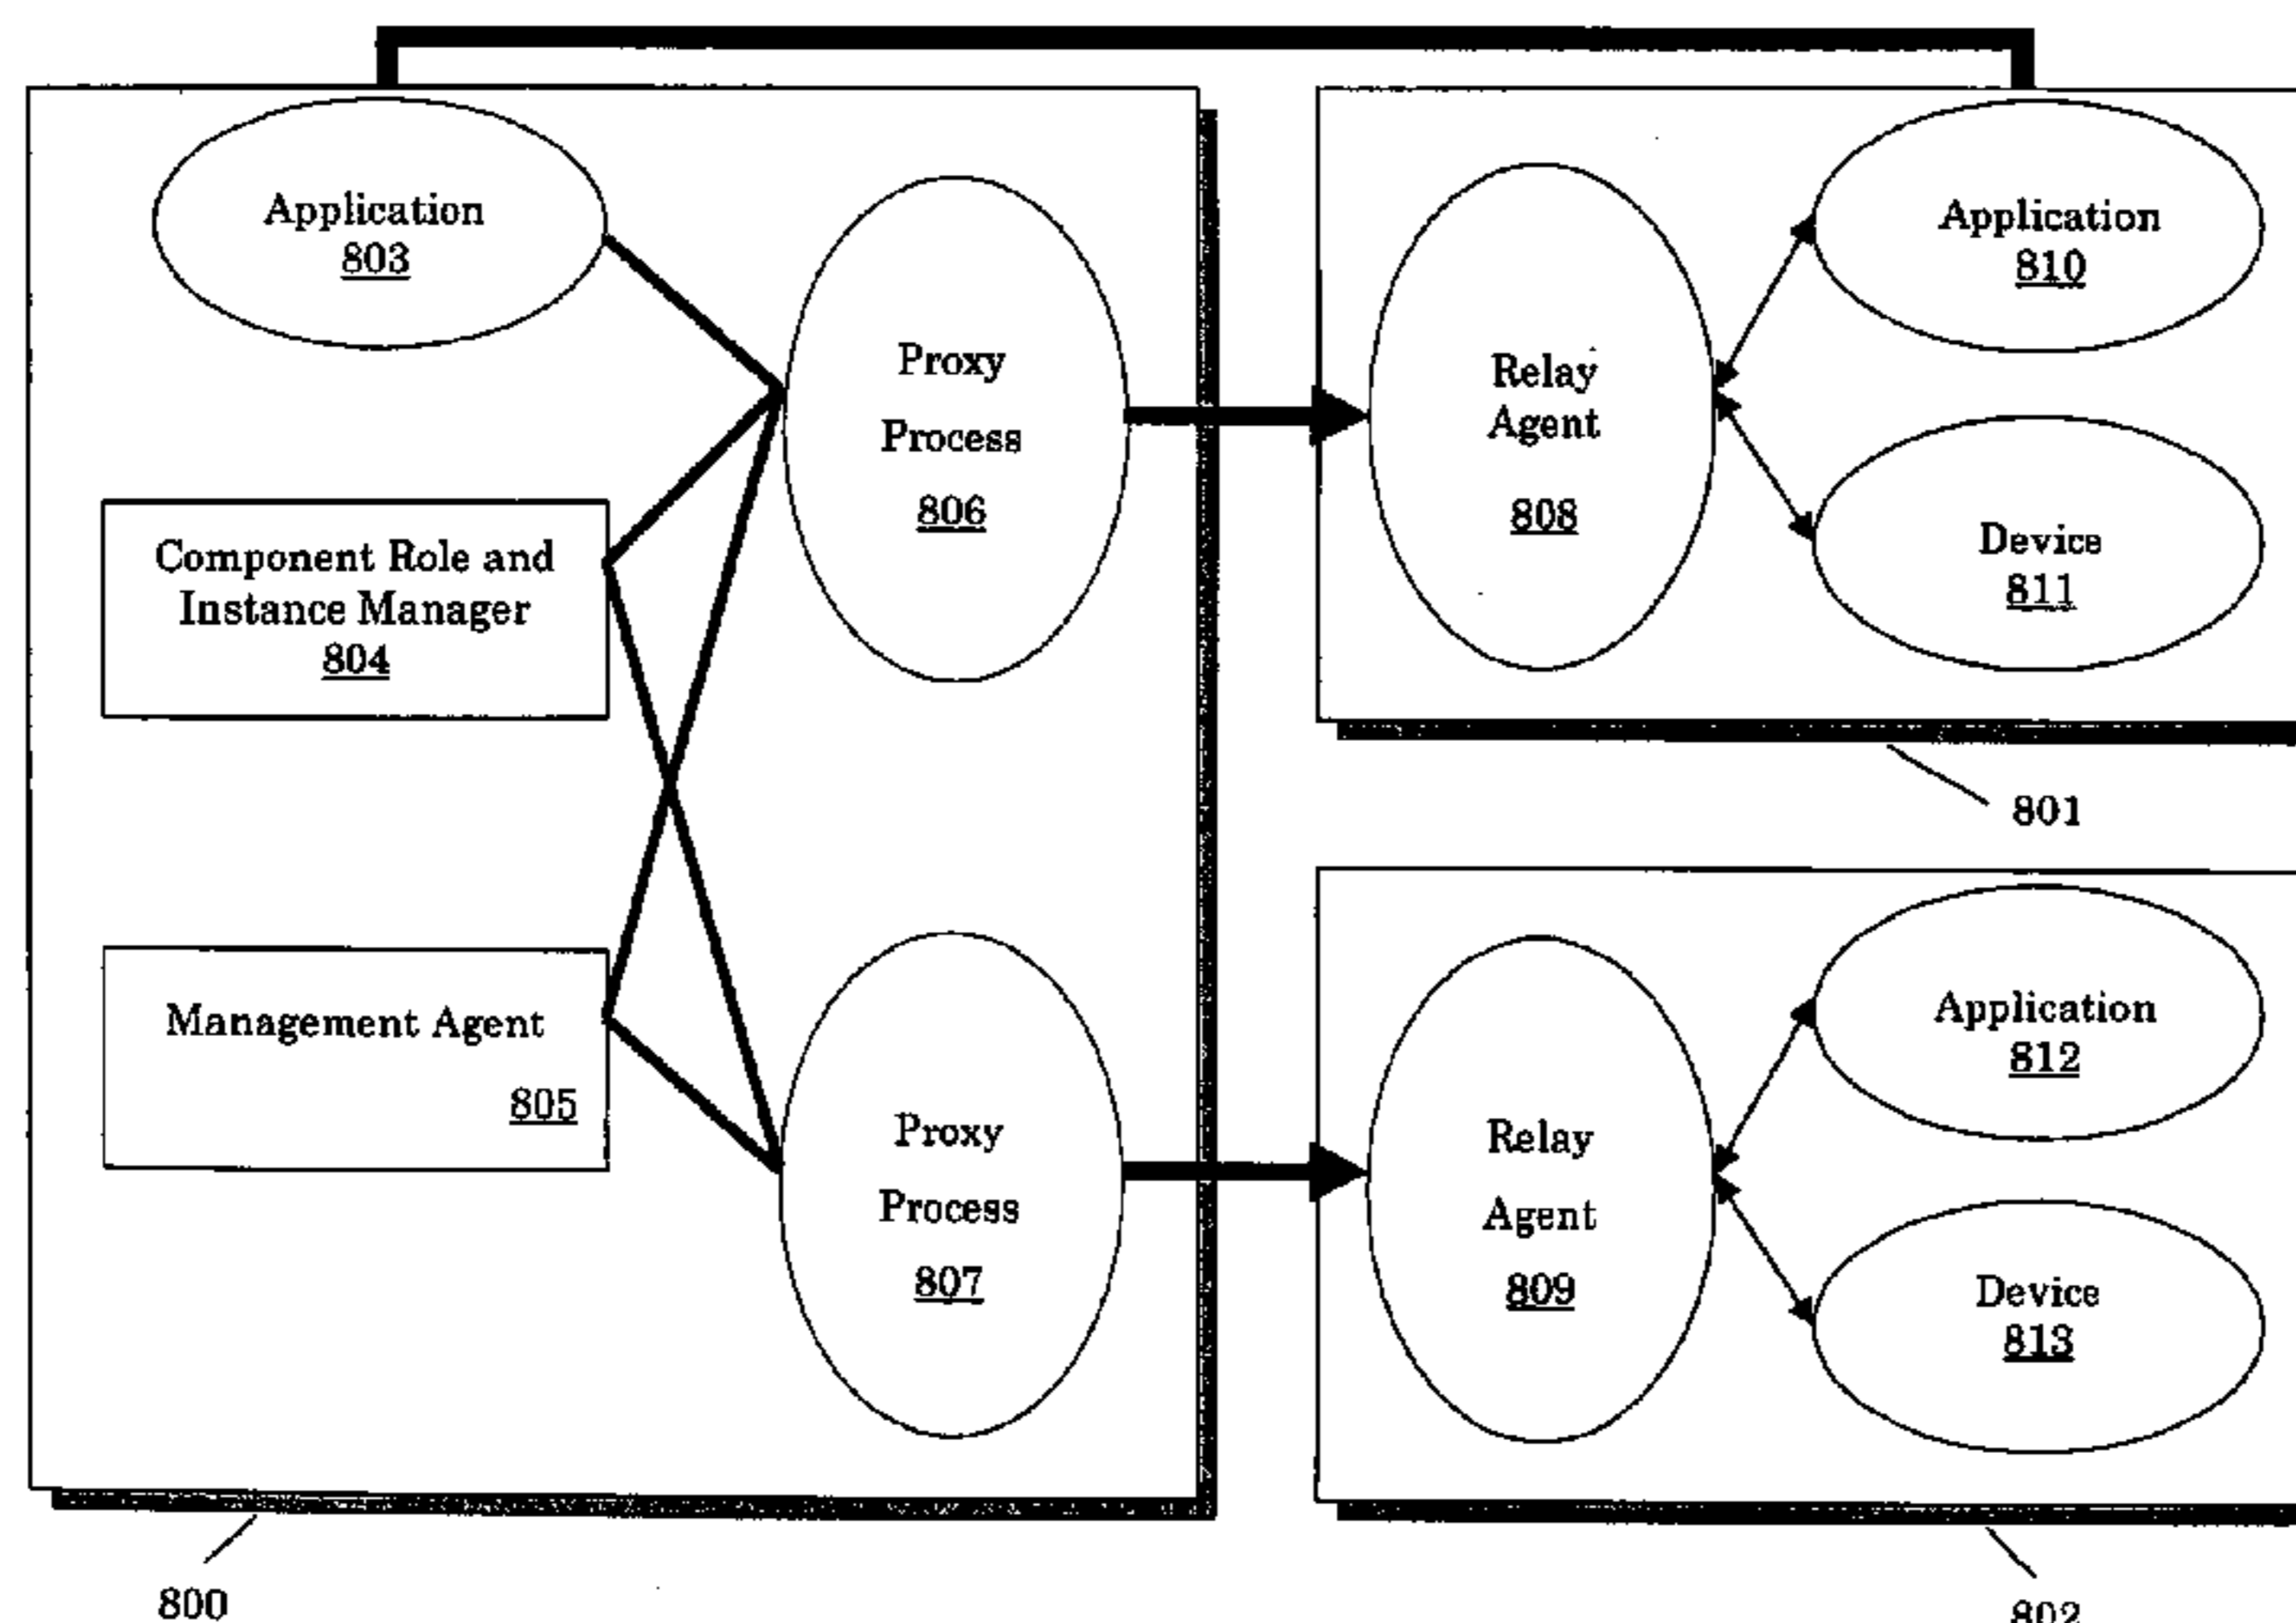 Application
803
Component Role and
Instance Manager
804
Management Agent
805
Proxy
Process
806
Proxy
Process
807
800
Relay
Agent
808
Application
810
Device
811
801
Relay
Agent
809
Application
812
Device
813
802